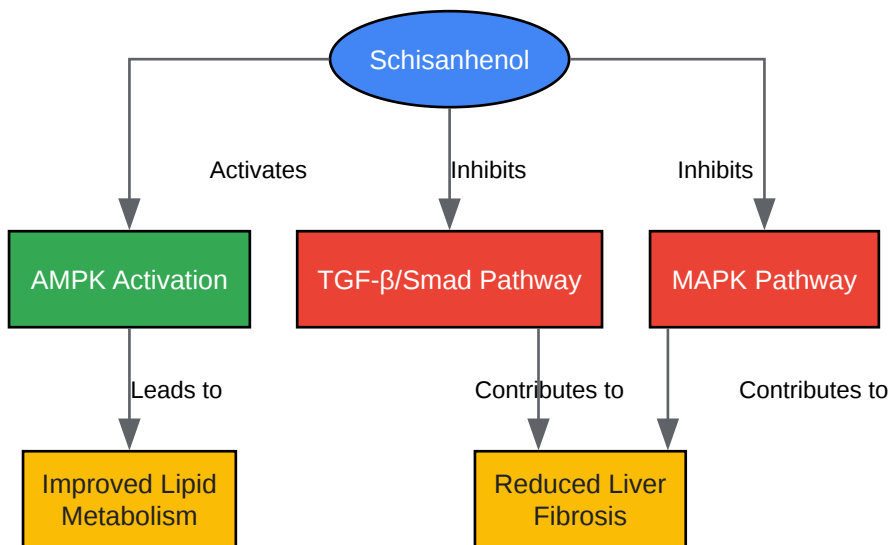 Schisanhenol
Activates
Inhibits
Inhibits
AMPK Activation
TGF-β/Smad Pathway
MAPK Pathway
Leads to
Contributes to
Contributes to
Improved Lipid
Metabolism
Reduced Liver
Fibrosis